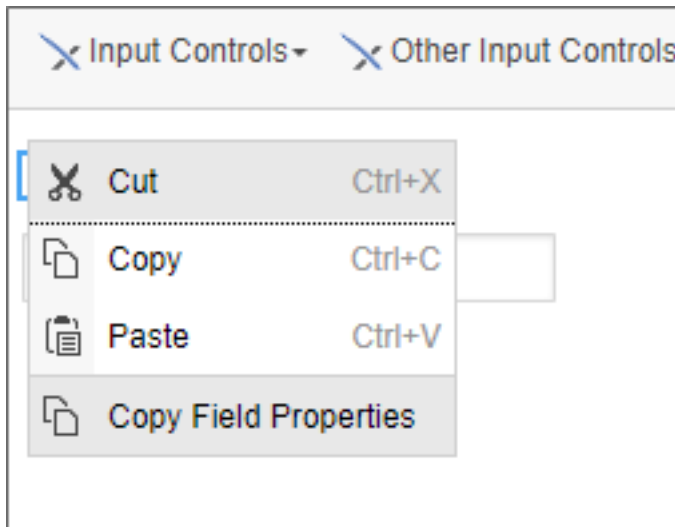 Input Controls Other Input Controls
Cut Ctrl+X
Copy Ctrl+C
Paste Ctrl+V
Copy Field Properties